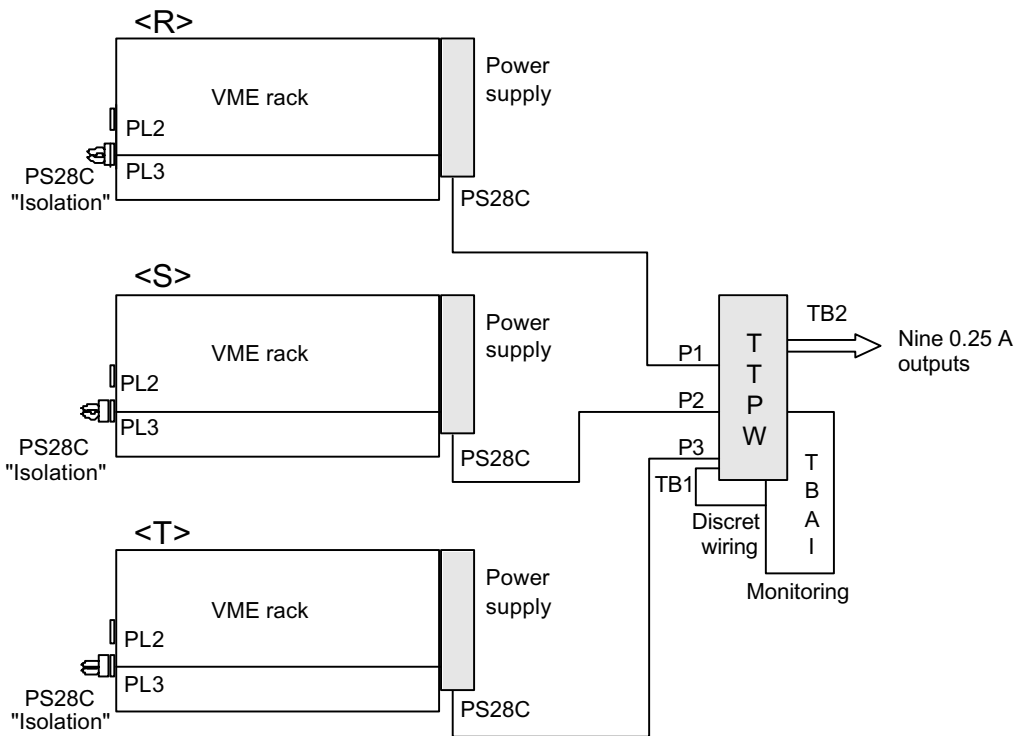 <R>
VME rack
Power
supply
PL2
PL3
PS28C
"Isolation"
PS28C
<S>
VME rack
Power
supply
PL2
PL3
PS28C
"Isolation"
PS28C
<T>
VME rack
Power
supply
PL2
PL3
PS28C
"Isolation"
PS28C
P1
P2
P3
TB1
T
T
P
W
TB2
Nine 0.25 A
outputs
Discret
wiring
T
B
A
I
Monitoring